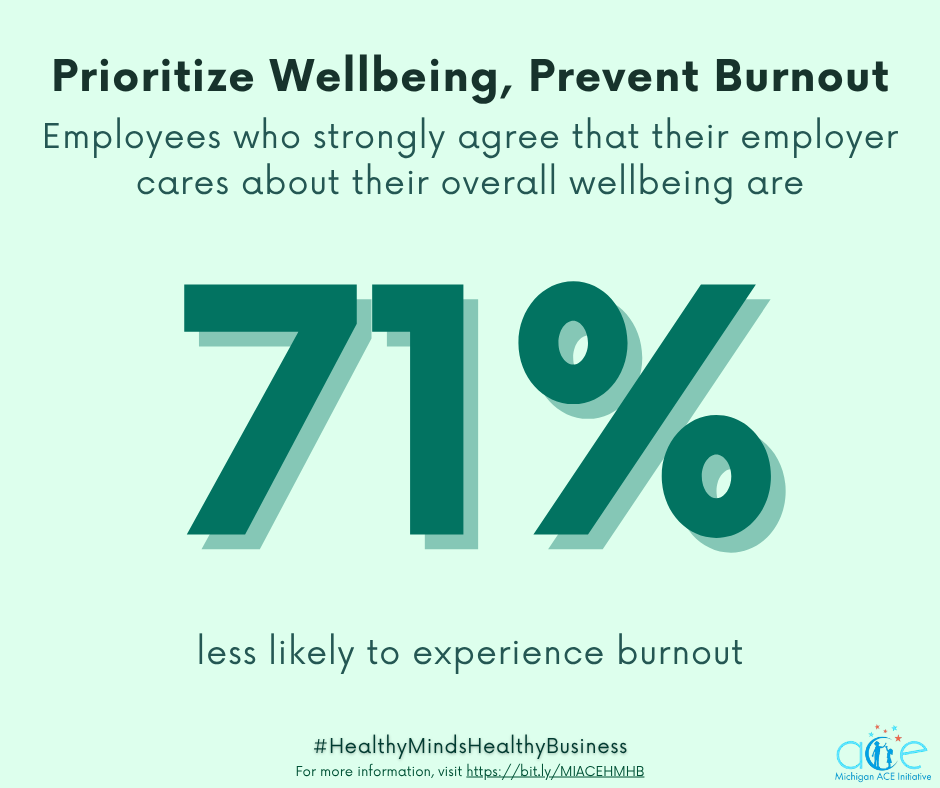 Prioritize Wellbeing, Prevent Burnout
Employees who strongly agree that their employer
cares about their overall wellbeing are
71%
less likely to experience burnout
#HealthyMindsHealthyBusiness
For more information, visit https://bit.ly/MIACEHMHB
ace
Michigan ACE Initiative